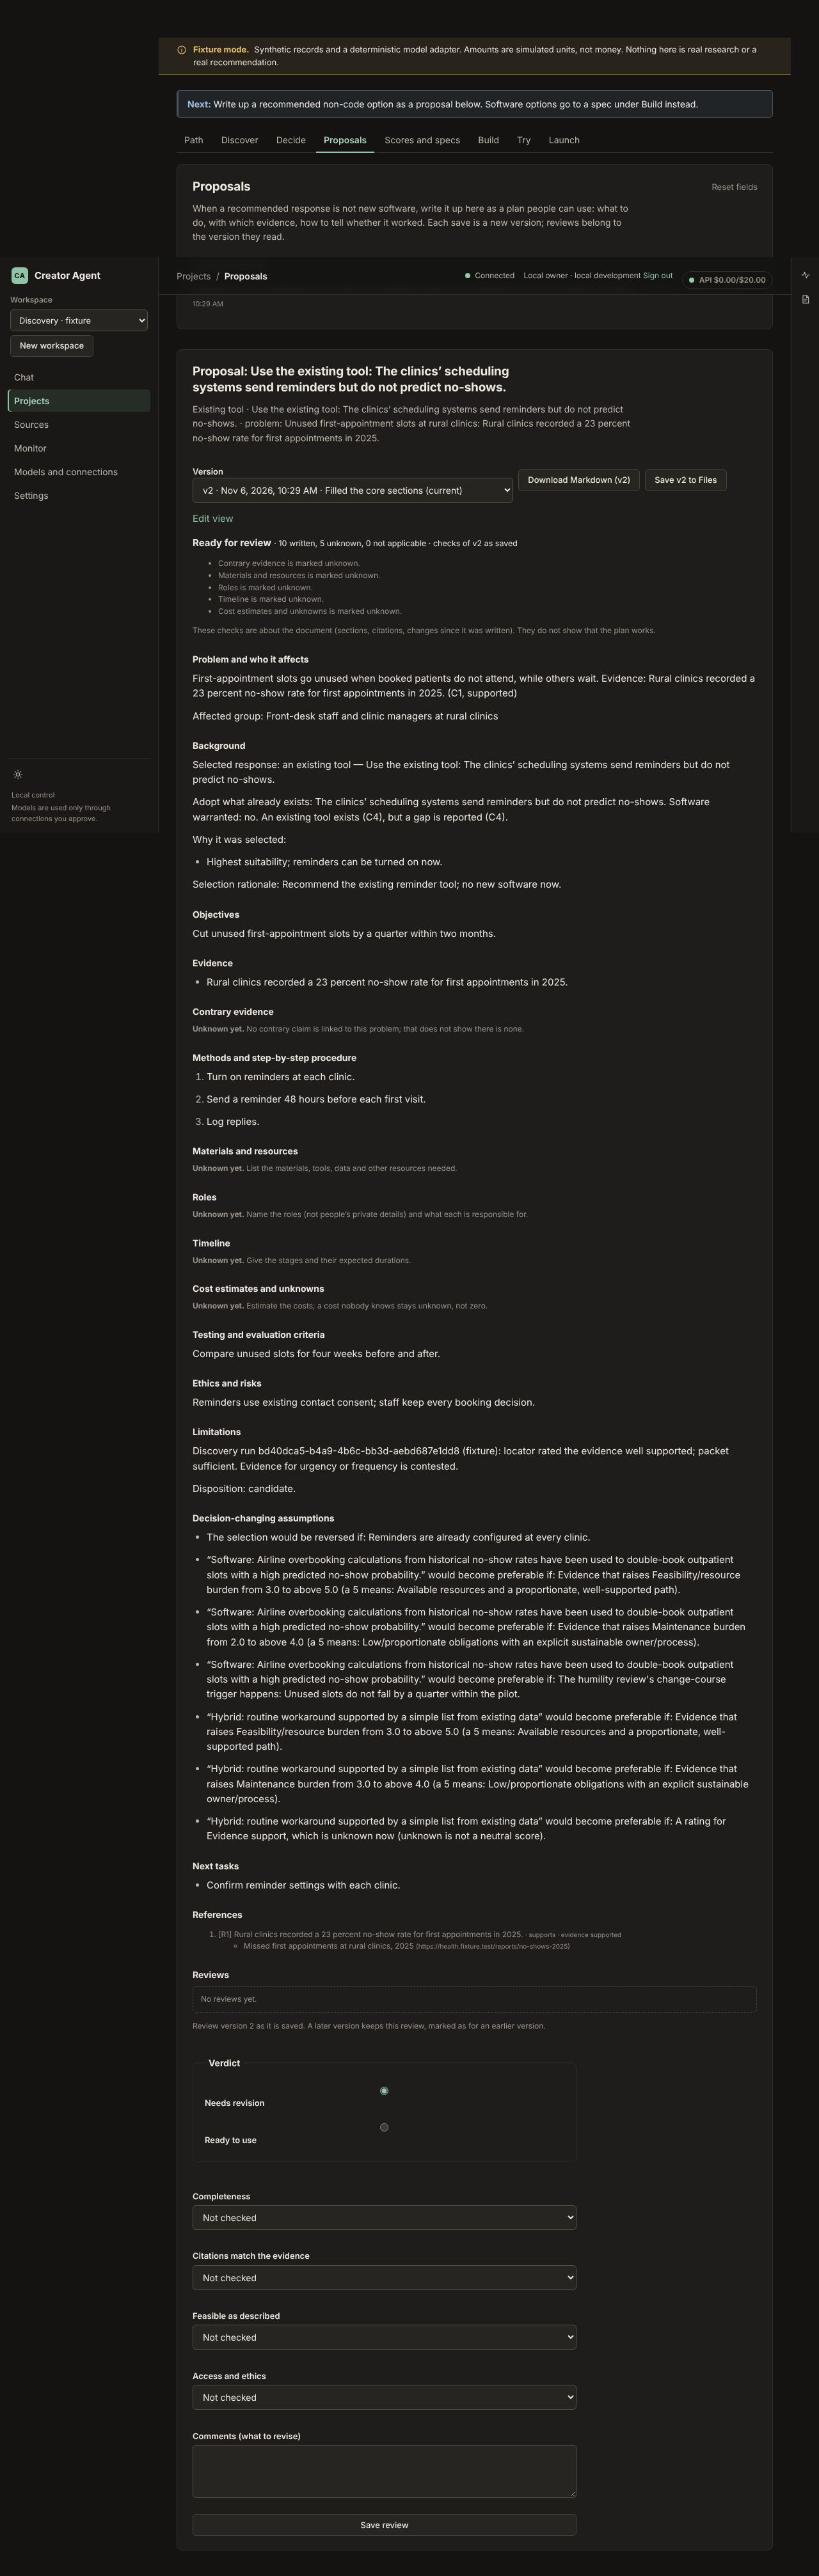 Fixture mode. Synthetic records and a deterministic model adapter. Amounts are simulated units, not money. Nothing here is real research or a
real recommendation.
Next: Write up a recommended non-code option as a proposal below. Software options go to a spec under Build instead.
Path Discover Decide Proposals Scores and specs Build Try Launch
Proposals
Reset fields
When a recommended response is not new software, write it up here as a plan people can use: what to
do, with which evidence, how to tell whether it worked. Each save is a new version; reviews belong to
the version they read.
CA Creator Agent
Workspace
Discovery · fixture
New workspace
Chat
Projects
Sources
Monitor
Models and connections
Settings
Local control
Models are used only through
connections you approve.
Projects / Proposals
Connected Local owner · local development Sign out API $0.00/$20.00
10:29 AM
Proposal: Use the existing tool: The clinics’ scheduling
systems send reminders but do not predict no-shows.
Existing tool · Use the existing tool: The clinics’ scheduling systems send reminders but do not predict
no-shows. · problem: Unused first-appointment slots at rural clinics: Rural clinics recorded a 23 percent
no-show rate for first appointments in 2025.
Version
v2 · Nov 6, 2026, 10:29 AM · Filled the core sections (current)
Download Markdown (v2)
Save v2 to Files
Edit view
Ready for review · 10 written, 5 unknown, 0 not applicable · checks of v2 as saved
Contrary evidence is marked unknown.
Materials and resources is marked unknown.
Roles is marked unknown.
Timeline is marked unknown.
Cost estimates and unknowns is marked unknown.
These checks are about the document (sections, citations, changes since it was written). They do not show that the plan works.
Problem and who it affects
First-appointment slots go unused when booked patients do not attend, while others wait. Evidence: Rural clinics recorded a
23 percent no-show rate for first appointments in 2025. (C1, supported)
Affected group: Front-desk staff and clinic managers at rural clinics
Background
Selected response: an existing tool — Use the existing tool: The clinics’ scheduling systems send reminders but do not
predict no-shows.
Adopt what already exists: The clinics’ scheduling systems send reminders but do not predict no-shows. Software
warranted: no. An existing tool exists (C4), but a gap is reported (C4).
Why it was selected:
Highest suitability; reminders can be turned on now.
Selection rationale: Recommend the existing reminder tool; no new software now.
Objectives
Cut unused first-appointment slots by a quarter within two months.
Evidence
Rural clinics recorded a 23 percent no-show rate for first appointments in 2025.
Contrary evidence
Unknown yet. No contrary claim is linked to this problem; that does not show there is none.
Methods and step-by-step procedure
1. Turn on reminders at each clinic.
2. Send a reminder 48 hours before each first visit.
3. Log replies.
Materials and resources
Unknown yet. List the materials, tools, data and other resources needed.
Roles
Unknown yet. Name the roles (not people’s private details) and what each is responsible for.
Timeline
Unknown yet. Give the stages and their expected durations.
Cost estimates and unknowns
Unknown yet. Estimate the costs; a cost nobody knows stays unknown, not zero.
Testing and evaluation criteria
Compare unused slots for four weeks before and after.
Ethics and risks
Reminders use existing contact consent; staff keep every booking decision.
Limitations
Discovery run bd40dca5-b4a9-4b6c-bb3d-aebd687e1dd8 (fixture): locator rated the evidence well supported; packet
sufficient. Evidence for urgency or frequency is contested.
Disposition: candidate.
Decision-changing assumptions
The selection would be reversed if: Reminders are already configured at every clinic.
“Software: Airline overbooking calculations from historical no-show rates have been used to double-book outpatient
slots with a high predicted no-show probability.” would become preferable if: Evidence that raises Feasibility/resource
burden from 3.0 to above 5.0 (a 5 means: Available resources and a proportionate, well-supported path).
“Software: Airline overbooking calculations from historical no-show rates have been used to double-book outpatient
slots with a high predicted no-show probability.” would become preferable if: Evidence that raises Maintenance burden
from 2.0 to above 4.0 (a 5 means: Low/proportionate obligations with an explicit sustainable owner/process).
“Software: Airline overbooking calculations from historical no-show rates have been used to double-book outpatient
slots with a high predicted no-show probability.” would become preferable if: The humility review's change-course
trigger happens: Unused slots do not fall by a quarter within the pilot.
“Hybrid: routine workaround supported by a simple list from existing data” would become preferable if: Evidence that
raises Feasibility/resource burden from 3.0 to above 5.0 (a 5 means: Available resources and a proportionate, well-
supported path).
“Hybrid: routine workaround supported by a simple list from existing data” would become preferable if: Evidence that
raises Maintenance burden from 3.0 to above 4.0 (a 5 means: Low/proportionate obligations with an explicit sustainable
owner/process).
“Hybrid: routine workaround supported by a simple list from existing data” would become preferable if: A rating for
Evidence support, which is unknown now (unknown is not a neutral score).
Next tasks
Confirm reminder settings with each clinic.
References
1. [R1] Rural clinics recorded a 23 percent no-show rate for first appointments in 2025. · supports · evidence supported
Missed first appointments at rural clinics, 2025 (https://health.fixture.test/reports/no-shows-2025)
Reviews
No reviews yet.
Review version 2 as it is saved. A later version keeps this review, marked as for an earlier version.
Verdict
Needs revision
Ready to use
Completeness
Not checked
Citations match the evidence
Not checked
Feasible as described
Not checked
Access and ethics
Not checked
Comments (what to revise)
Save review